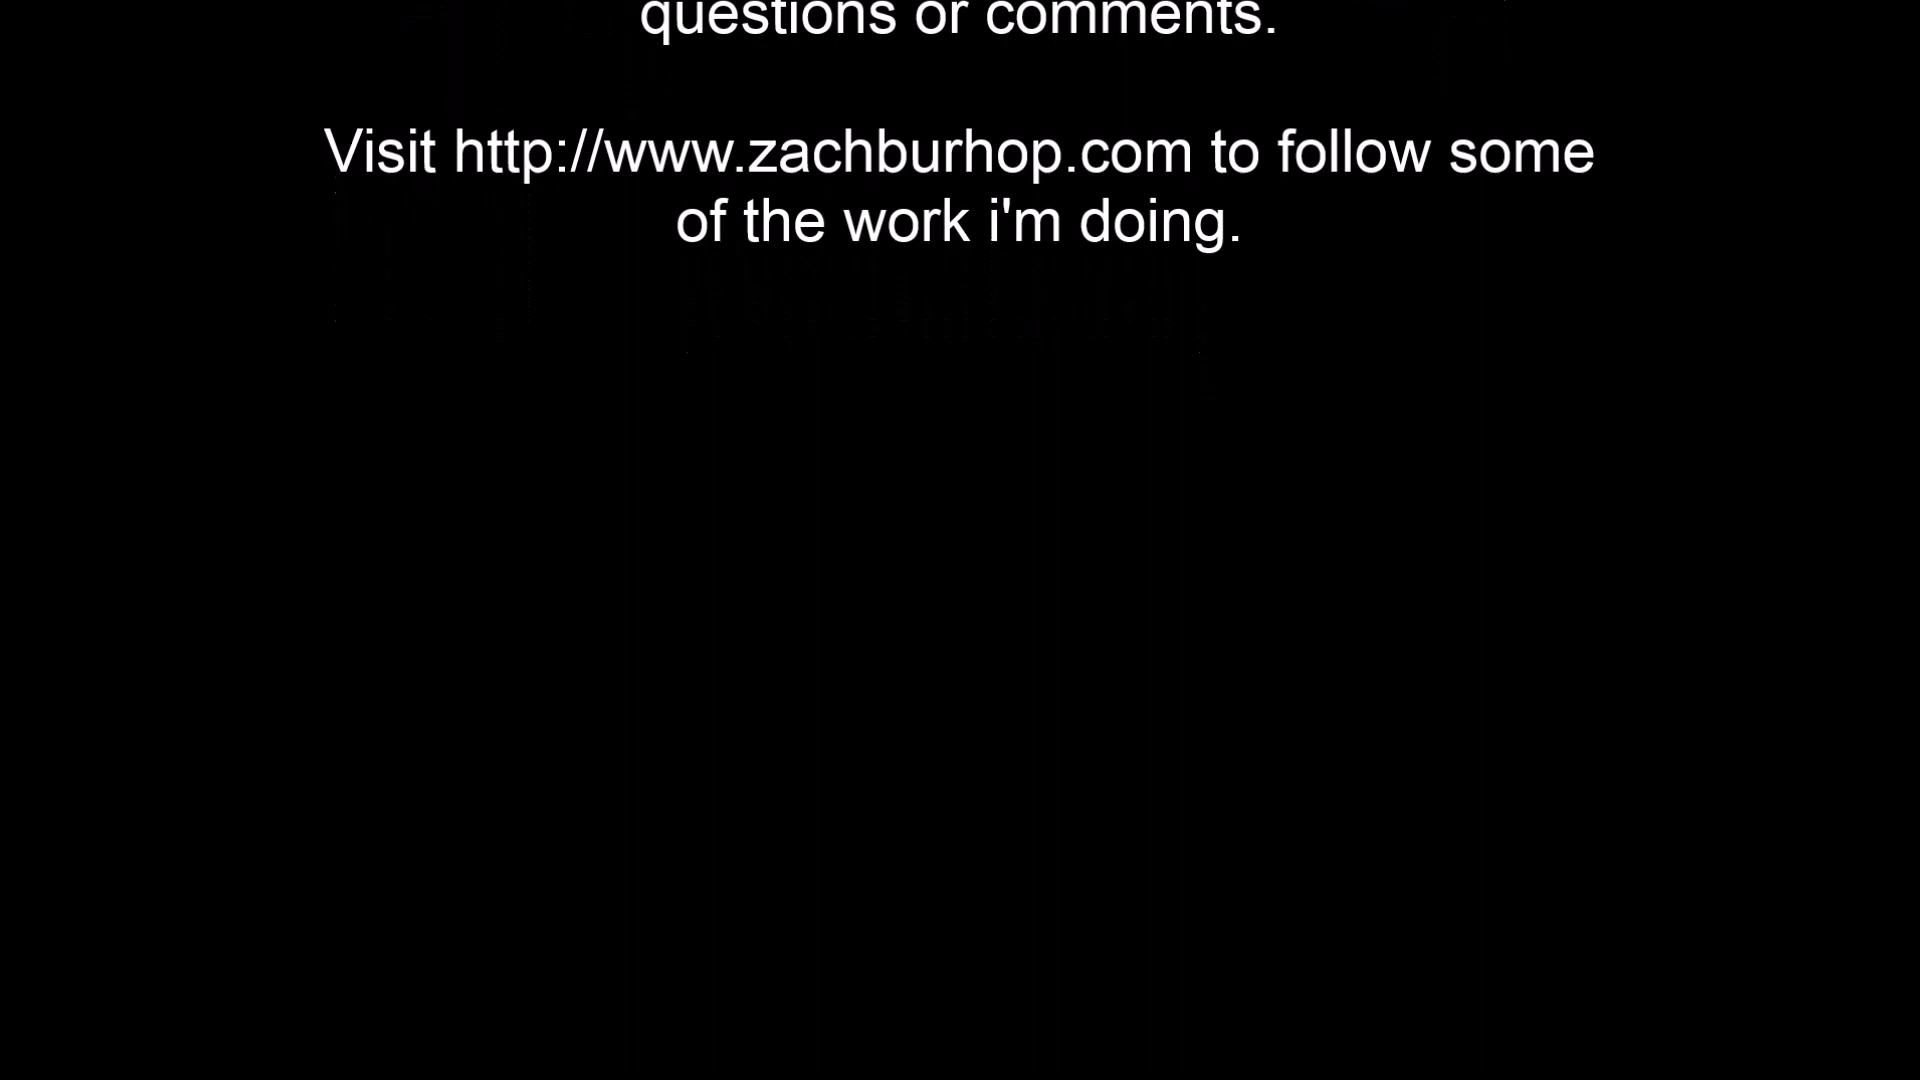 questions or comments.
Visit http://www.zachburhop.com to follow some
of the work i'm doing.